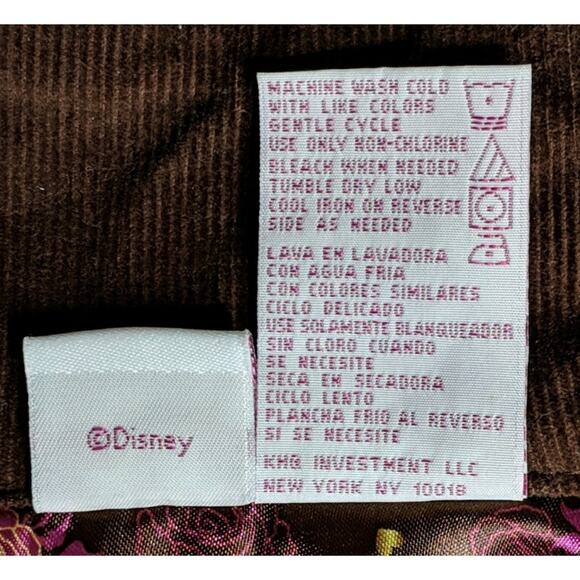 MACHINE WASH COLD
WITH LIKE COLORS
GENTLE CYCLE
USE ONLY NON-CHLORINE
BLEACH WHEN NEEDED
TUMBLE DRY LOW
COOL IRON ON REVERSE
SIDE AS NEEDED
LAVA EN LAVADORA
CON AGUA FRIA
CON COLORES SIMILARES
CICLO DELICADO
USE SOLAMENTE BLANQUEADOR
SIN CLORO CUANDO
SE NECESITE
SECA EN SECADORA
CICLO LENTO
PLANCHA FRIO AL REVERSO
SI SE NECESITE
KHQ INVESTMENT LLC
NEW YORK NY 10018
©Disney